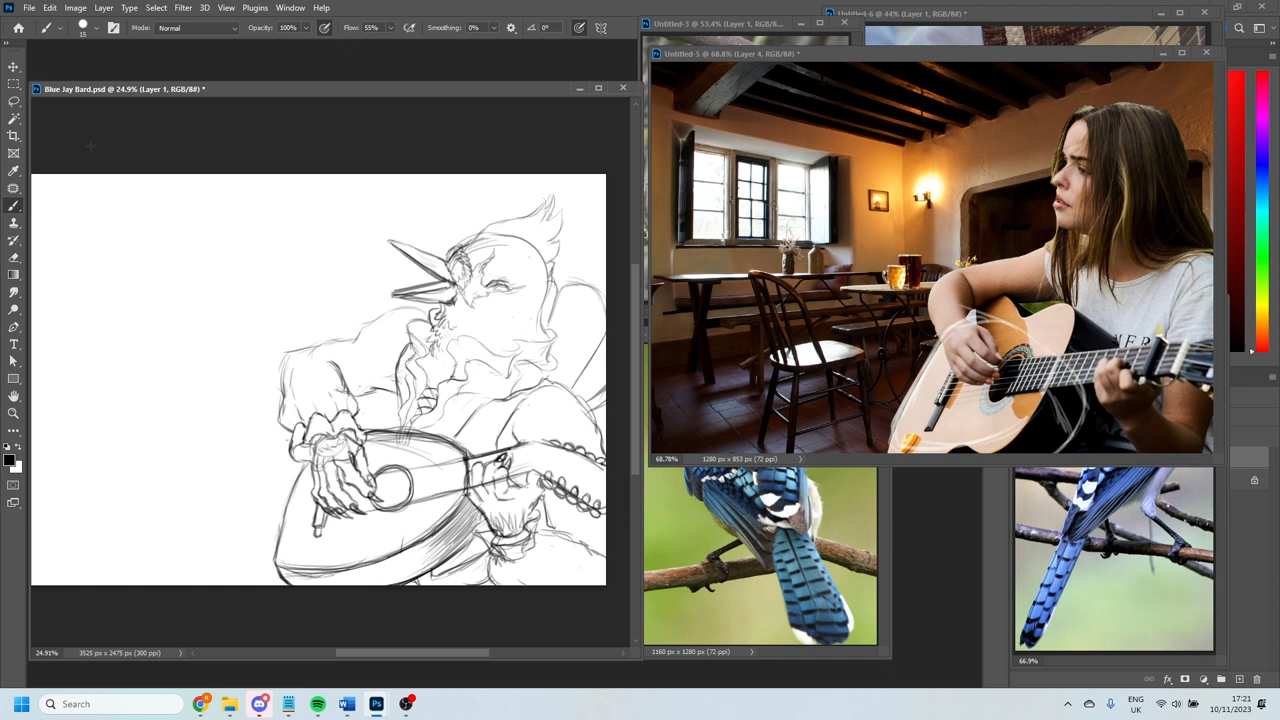 File Edit Image Layer Type Select Filter 3D View Plugins Window Help
15 Mode: Normal Opacity: 100% Flow: 55% Smoothing: 0% 0°
Untitled-6 @ 44% (Layer 1, RGB/8#) *
Untitled-3 @ 53.4% (Layer 1, RGB/8...
Untitled-5 @ 68.8% (Layer 4, RGB/8#) *
Blue Jay Bard.psd @ 24.9% (Layer 1, RGB/8#) *
68.78% 1280 px x 853 px (72 ppi)
24.91% 3525 px x 2475 px (300 ppi)
1160 px x 1280 px (72 ppi)
66.9%
Search
ENG
UK
17:21
10/11/2023